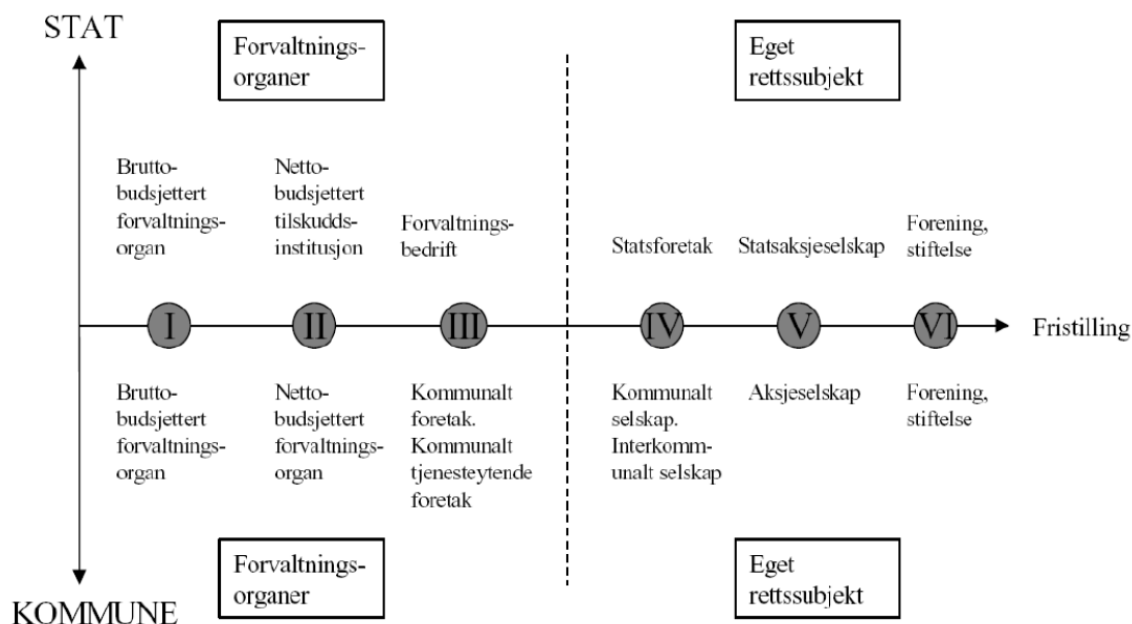 STAT
Forvaltnings-
organer
Eget
rettssubjekt
Brutto-
budsjettert
forvaltnings-
organ
Netto-
budsjettert
tilskudds-
institusjon
Forvaltnings-
bedrift
Statsforetak
Statsaksjeselskap
Forening,
stiftelse
I
II
III
IV
V
VI
Fristilling
Brutto-
budsjettert
forvaltnings-
organ
Netto-
budsjettert
forvaltnings-
organ
Kommunalt
foretak.
Kommunalt
tjenesteytende
foretak
Kommunalt
selskap.
Interkomm-
unalt selskap
Aksjeselskap
Forening,
stiftelse
Forvaltnings-
organer
Eget
rettssubjekt
KOMMUNE